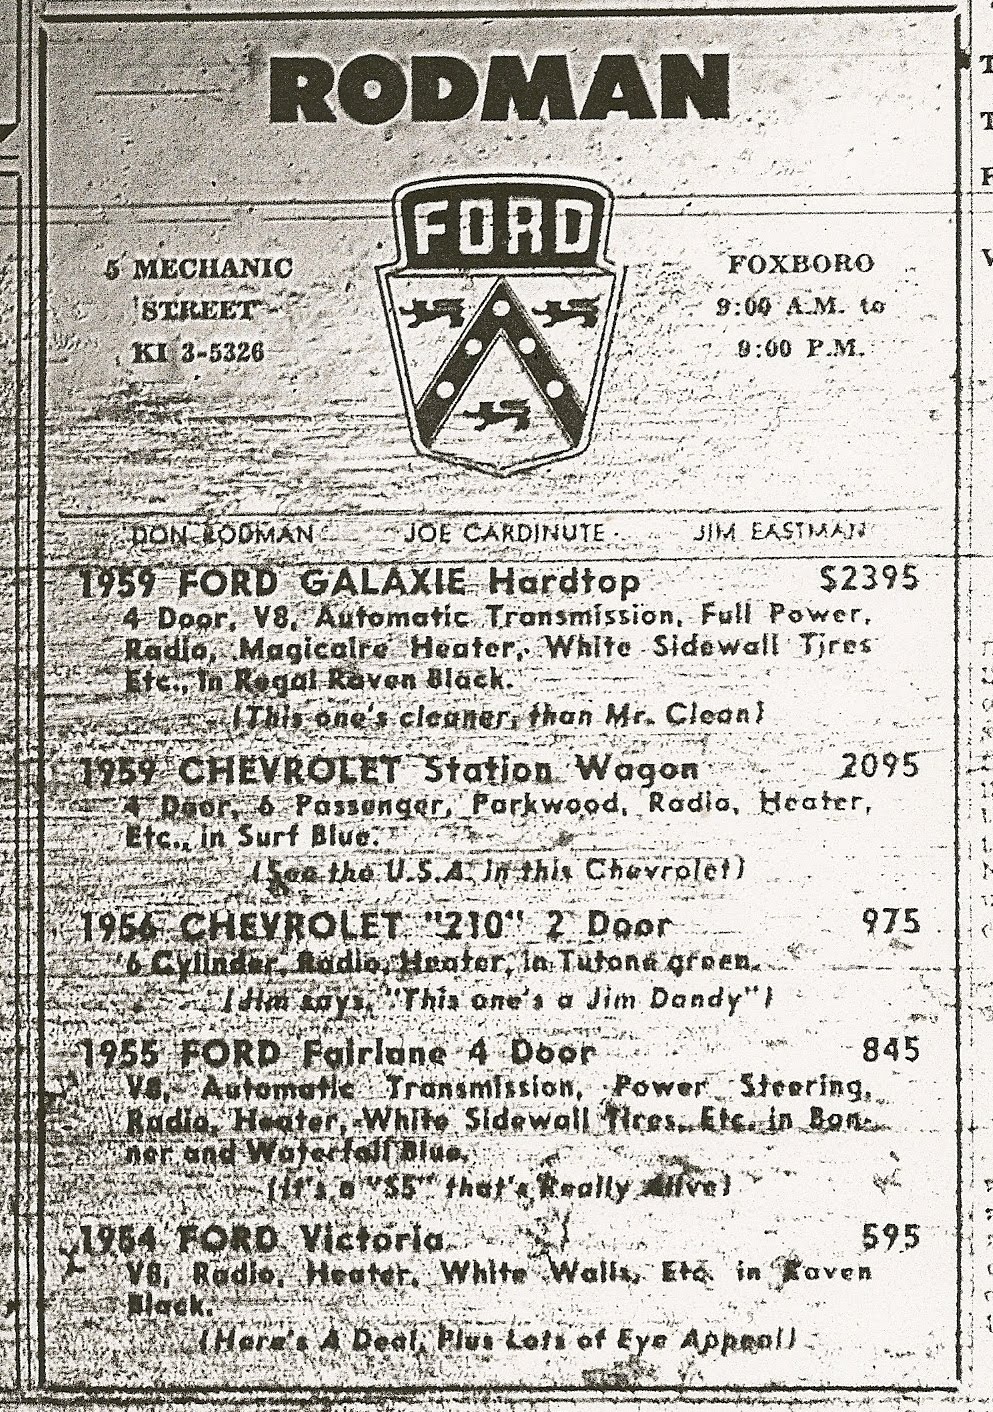 RODMAN
FORD
5 MECHANIC
STREET
KI 3-5326
FOXBORO
9:00 A.M. to
9:00 P.M.
DON RODMAN JOE CARDINUTE JIM EASTMAN
1959 FORD GALAXIE Hardtop $2395
4 Door, V8, Automatic Transmission, Full Power,
Radio, Magicaire Heater, White Sidewall Tires
Etc., in Regal Raven Black.
(This one's cleaner, than Mr. Clean)
1959 CHEVROLET Station Wagon 2095
4 Door, 6 Passenger, Parkwood, Radio, Heater,
Etc., in Surf Blue.
(See the U.S.A. in this Chevrolet)
1956 CHEVROLET "210" 2 Door 975
6 Cylinder, Radio, Heater, in Tutone green.
(Jim says, "This one's a Jim Dandy")
1955 FORD Fairlane 4 Door 845
V8, Automatic Transmission, Power Steering,
Radio, Heater, White Sidewall Tires, Etc. in Ban-
ner and Waterfall Blue.
(It's a "55" that's Really Alive)
1954 FORD Victoria 595
V8, Radio, Heater, White Walls, Etc. in Raven
Black.
(Here's A Deal, Plus Lots of Eye Appeal)